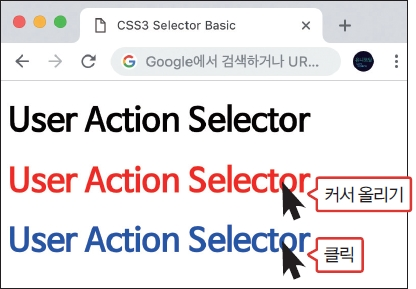 CSS3 Selector Basic
Google에서 검색하거나 UR...
User Action Selector
User Action Selector
커서 올리기
User Action Selector
클릭